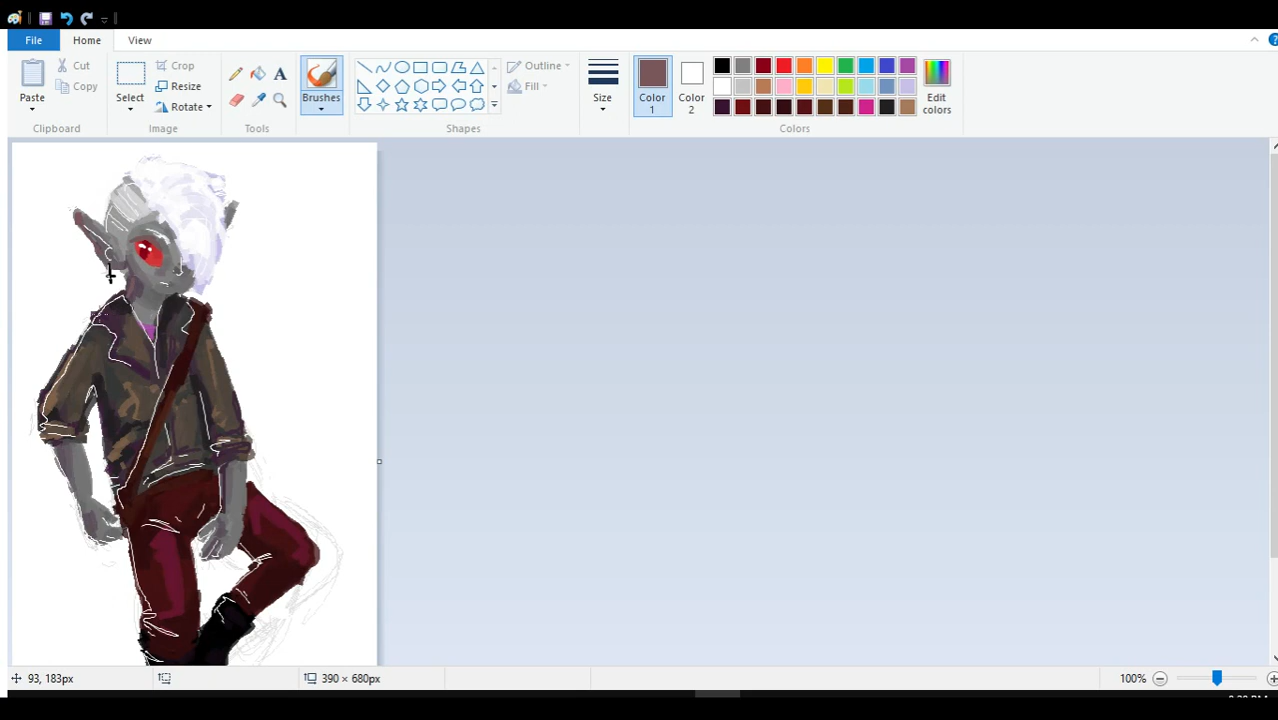 File
Home
View
Paste
Cut
Copy
Clipboard
Select
Crop
Resize
Rotate
Image
Tools
Brushes
Outline
Fill
Shapes
Size
Color 1
Color 2
Edit colors
Colors
93, 183px
390 × 680px
100%